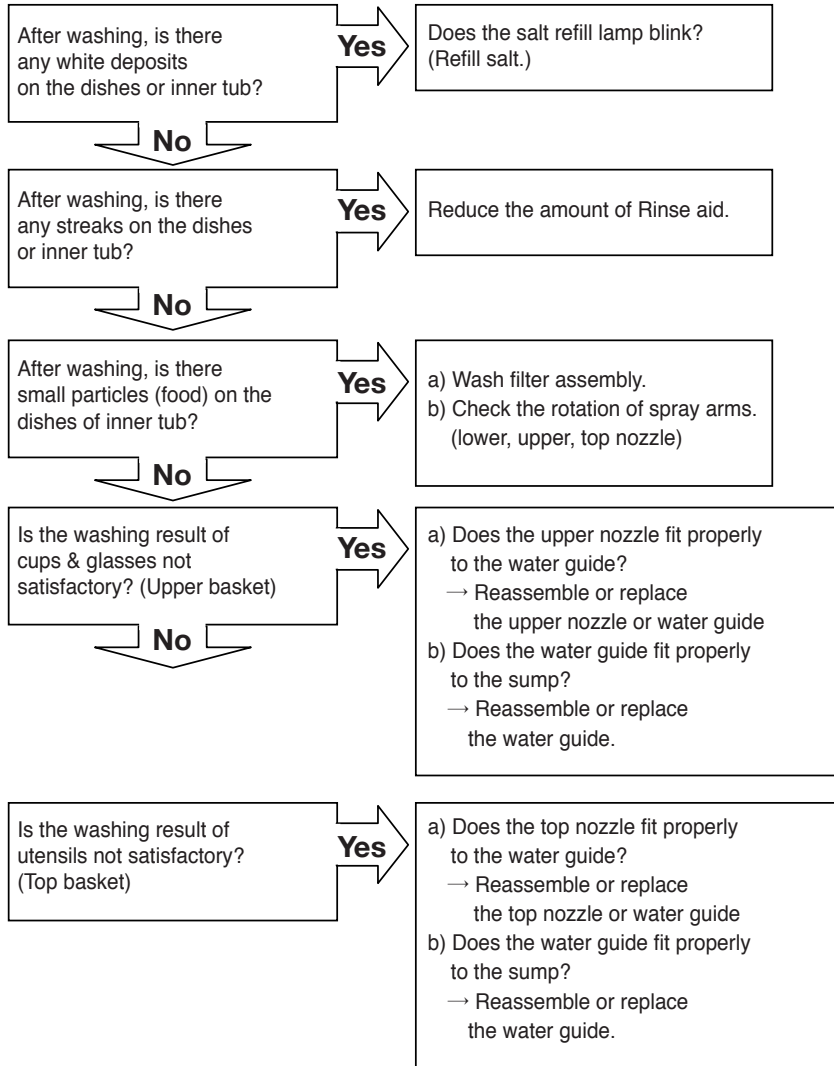 After washing, is there
any white deposits
on the dishes or inner tub?
Yes
Does the salt refill lamp blink?
(Refill salt.)
No
After washing, is there
any streaks on the dishes
or inner tub?
Yes
Reduce the amount of Rinse aid.
No
After washing, is there
small particles (food) on the
dishes of inner tub?
Yes
a) Wash filter assembly.
b) Check the rotation of spray arms.
(lower, upper, top nozzle)
No
Is the washing result of
cups & glasses not
satisfactory? (Upper basket)
Yes
a) Does the upper nozzle fit properly
to the water guide?
→ Reassemble or replace
the upper nozzle or water guide
b) Does the water guide fit properly
to the sump?
→ Reassemble or replace
the water guide.
No
Is the washing result of
utensils not satisfactory?
(Top basket)
Yes
a) Does the top nozzle fit properly
to the water guide?
→ Reassemble or replace
the top nozzle or water guide
b) Does the water guide fit properly
to the sump?
→ Reassemble or replace
the water guide.